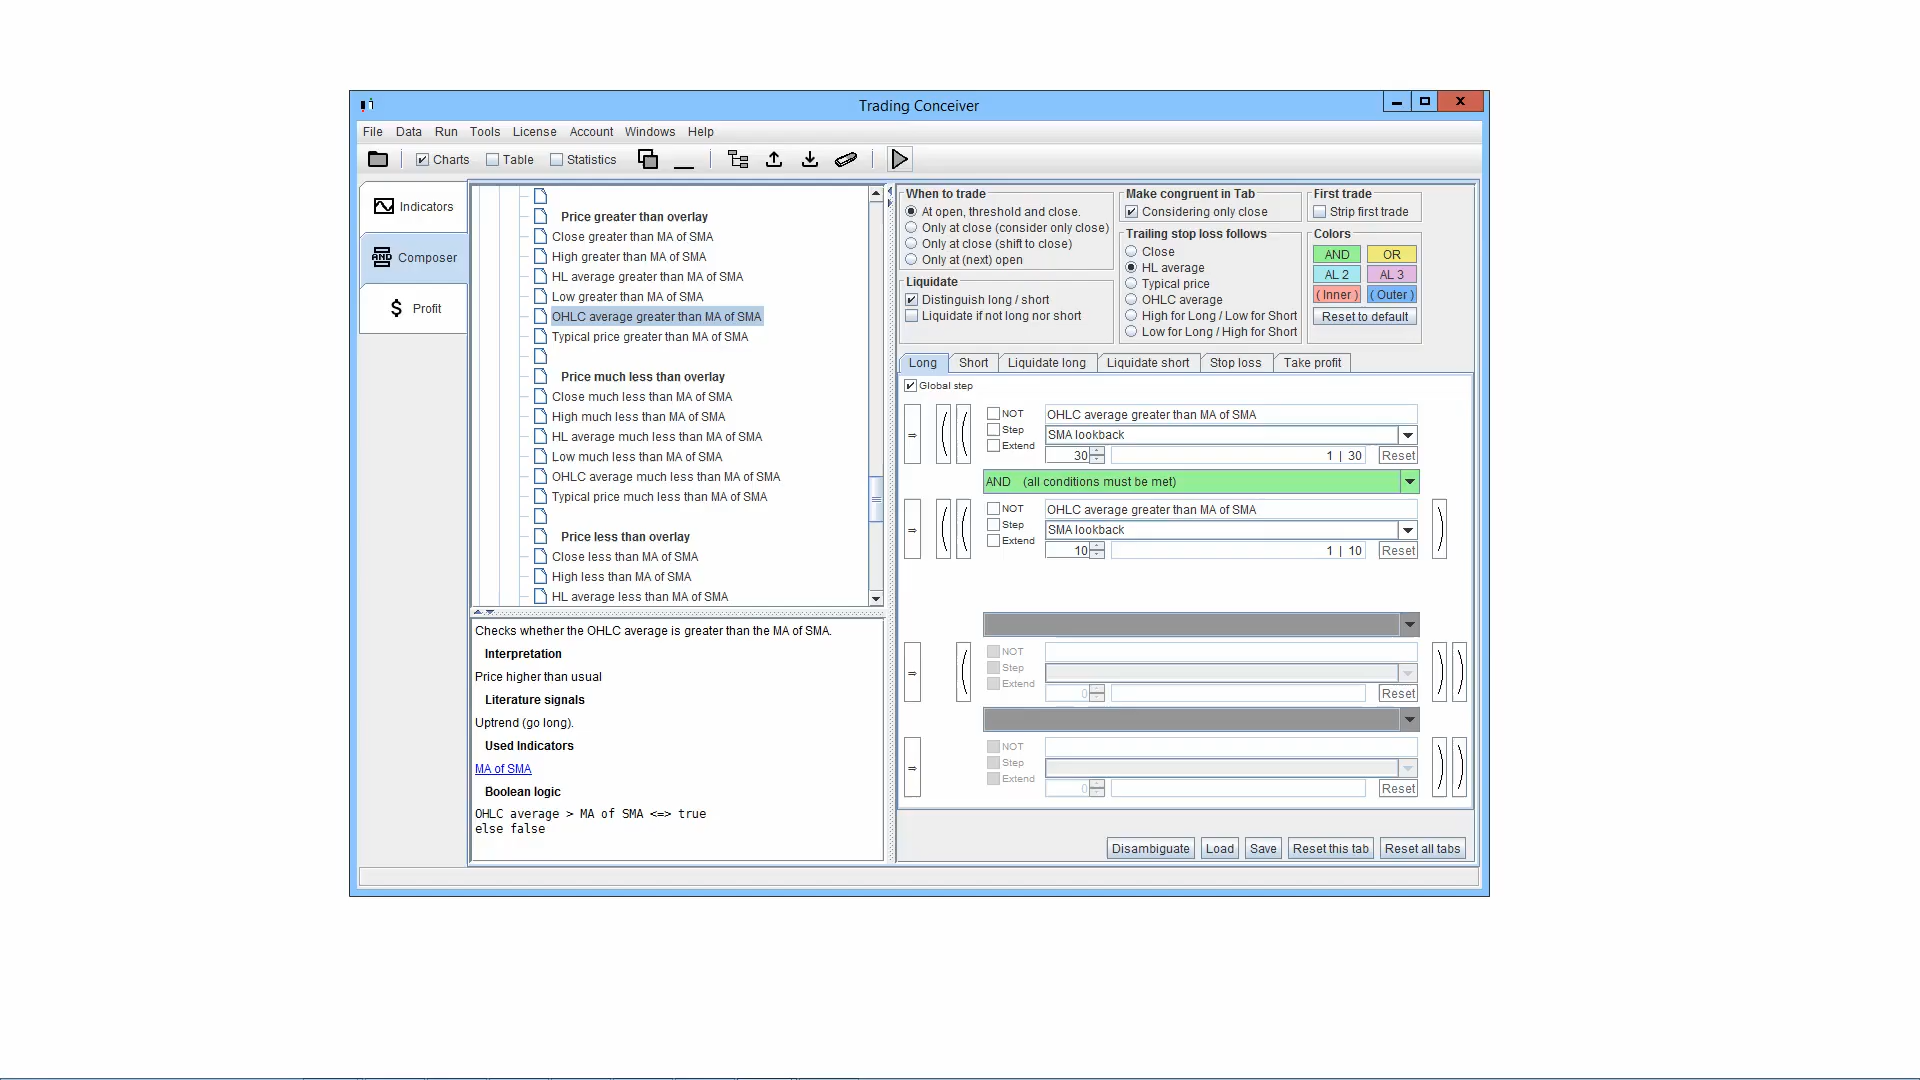 Trading Conceiver
File Data Run Tools License Account Windows Help
Charts Table Statistics
Indicators
Composer
Profit
Price greater than overlay
Close greater than MA of SMA
High greater than MA of SMA
HL average greater than MA of SMA
Low greater than MA of SMA
OHLC average greater than MA of SMA
Typical price greater than MA of SMA
Price much less than overlay
Close much less than MA of SMA
High much less than MA of SMA
HL average much less than MA of SMA
Low much less than MA of SMA
OHLC average much less than MA of SMA
Typical price much less than MA of SMA
Price less than overlay
Close less than MA of SMA
High less than MA of SMA
HL average less than MA of SMA
Checks whether the OHLC average is greater than the MA of SMA.
Interpretation
Price higher than usual
Literature signals
Uptrend (go long).
Used Indicators
MA of SMA
Boolean logic
OHLC average > MA of SMA <=> true
else false
When to trade
At open, threshold and close.
Only at close (consider only close)
Only at close (shift to close)
Only at (next) open
Liquidate
Distinguish long / short
Liquidate if not long nor short
Make congruent in Tab
Considering only close
Trailing stop loss follows
Close
HL average
Typical price
OHLC average
High for Long / Low for Short
Low for Long / High for Short
First trade
Strip first trade
Colors
AND OR
AL 2 AL 3
( Inner ) ( Outer )
Reset to default
Long Short Liquidate long Liquidate short Stop loss Take profit
Global step
NOT OHLC average greater than MA of SMA
Step SMA lookback
Extend 30 1 | 30 Reset
AND (all conditions must be met)
NOT OHLC average greater than MA of SMA
Step SMA lookback
Extend 10 1 | 10 Reset
NOT
Step
Extend 0 Reset
NOT
Step
Extend 0 Reset
Disambiguate Load Save Reset this tab Reset all tabs